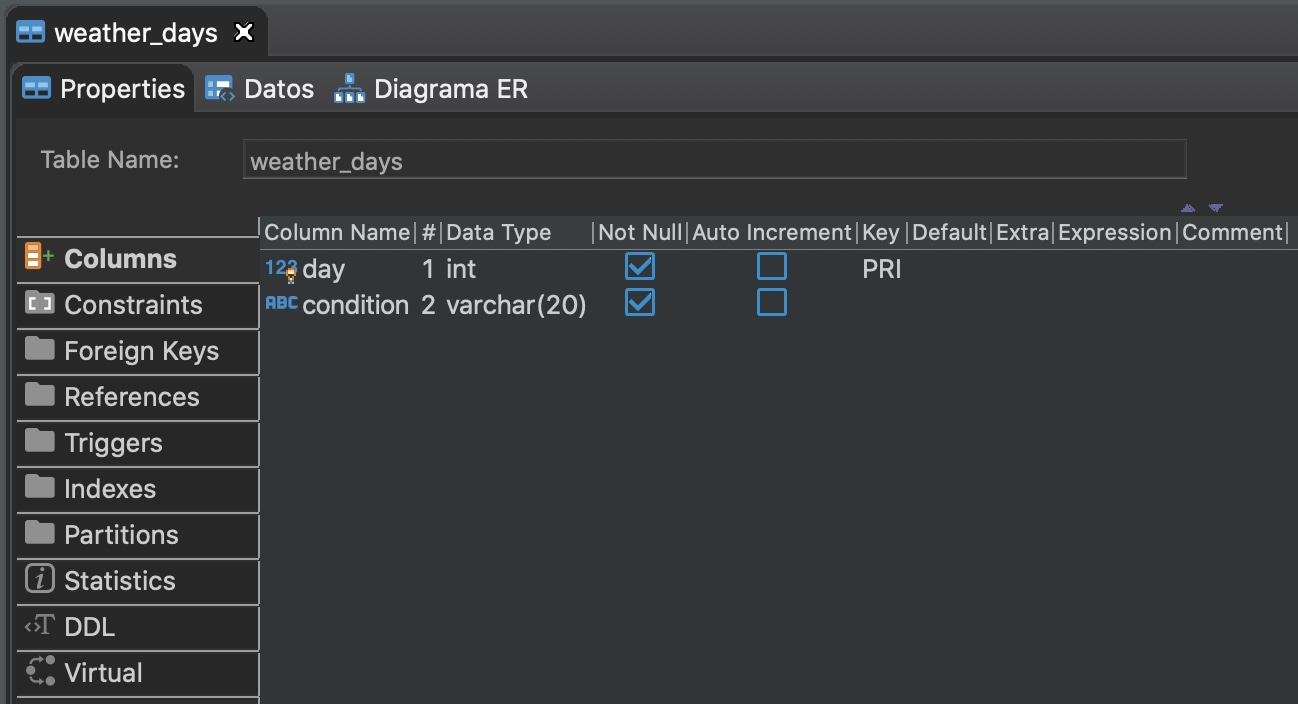 weather_days
Properties Datos Diagrama ER
Table Name: weather_days
Column Name # Data Type Not Null Auto Increment Key Default Extra Expression Comment
123 day 1 int PRI
ABC condition 2 varchar(20)
Columns
Constraints
Foreign Keys
References
Triggers
Indexes
Partitions
Statistics
DDL
Virtual